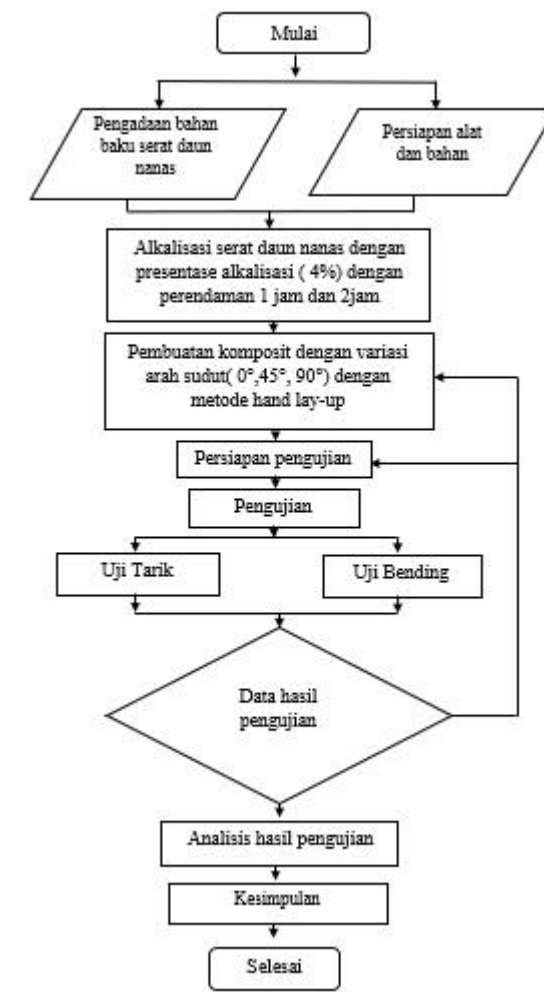 Mulai
Pengadaan bahan
baku serat daun
nanas
Persiapan alat
dan bahan
Alkalisasi serat daun nanas dengan
presentase alkalisasi ( 4%) dengan
perendaman 1 jam dan 2jam
Pembuatan komposit dengan variasi
arah sudut( 0°,45°, 90°) dengan
metode hand lay-up
Persiapan pengujian
Pengujian
Uji Tarik
Uji Bending
Data hasil
pengujian
Analisis hasil pengujian
Kesimpulan
Selesai